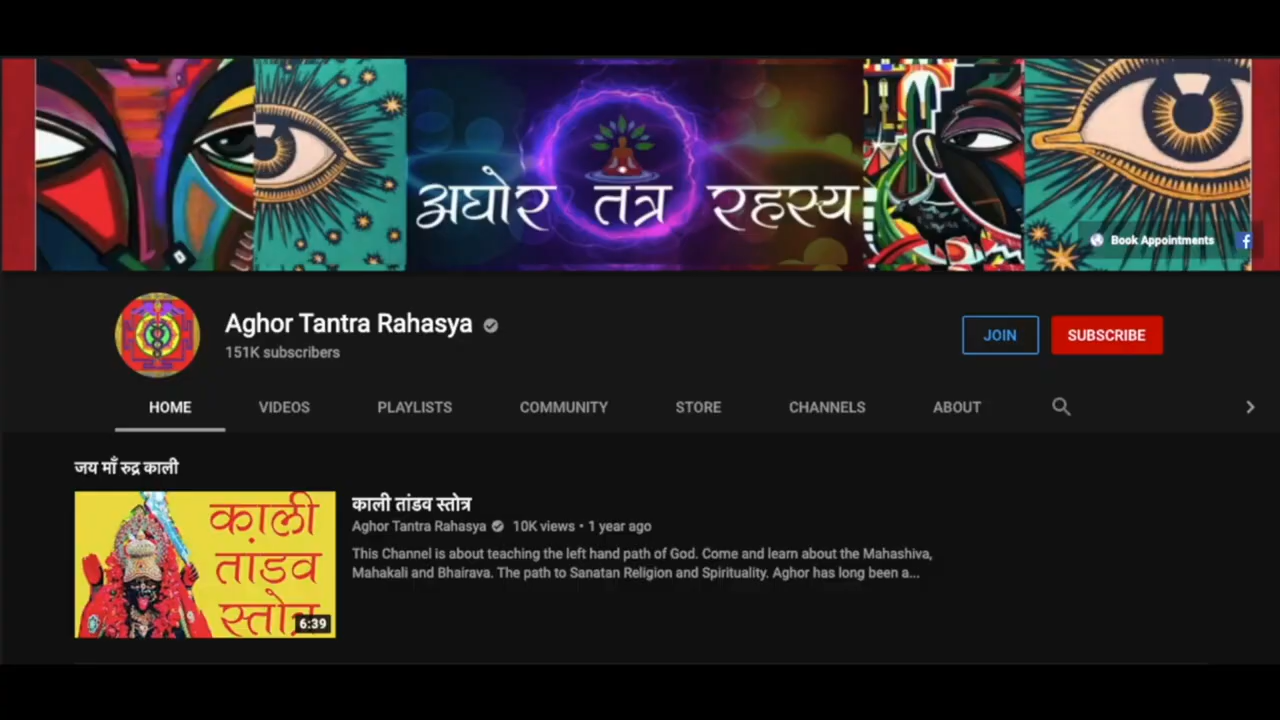 अघोर तत्र रहस्य
Book Appointments
Aghor Tantra Rahasya
151K subscribers
JOIN
SUBSCRIBE
HOME VIDEOS PLAYLISTS COMMUNITY STORE CHANNELS ABOUT
जय माँ रुद्र काली
काली
तांडव
स्तोत्र
6:39
काली तांडव स्तोत्र
Aghor Tantra Rahasya 10K views • 1 year ago
This Channel is about teaching the left hand path of God. Come and learn about the Mahashiva,
Mahakali and Bhairava. The path to Sanatan Religion and Spirituality. Aghor has long been a...